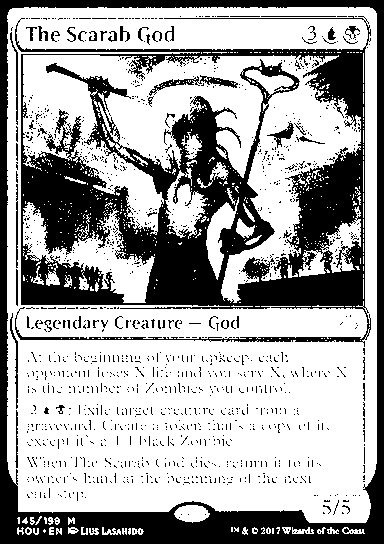 The Scarab God 3
Legendary Creature — God
At the beginning of your upkeep, each
opponent loses X life and you scry X, where X
is the number of Zombies you control.
2: Exile target creature card from a
graveyard. Create a token that's a copy of it,
except it's a 4/4 black Zombie.
When The Scarab God dies, return it to its
owner's hand at the beginning of the next
end step.
5/5
145/199 M
HOU • EN LIUS LASAHIDO
™ & © 2017 Wizards of the Coast